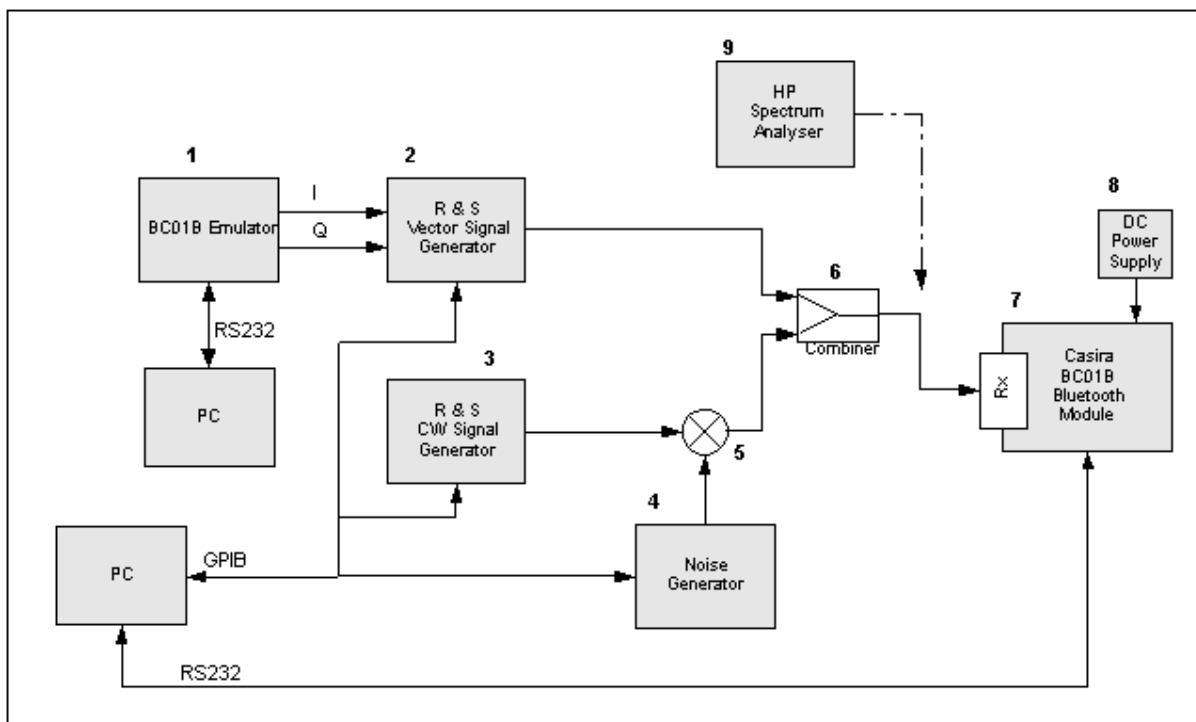 9
HP
Spectrum
Analyser
1
2
8
I
Q
BC01B Emulator
R & S
Vector Signal
Generator
DC
Power
Supply
6
7
RS232
Combiner
3
Rx
Casira
BC01B
Bluetooth
Module
PC
R & S
CW Signal
Generator
5
4
GPIB
PC
Noise
Generator
RS232